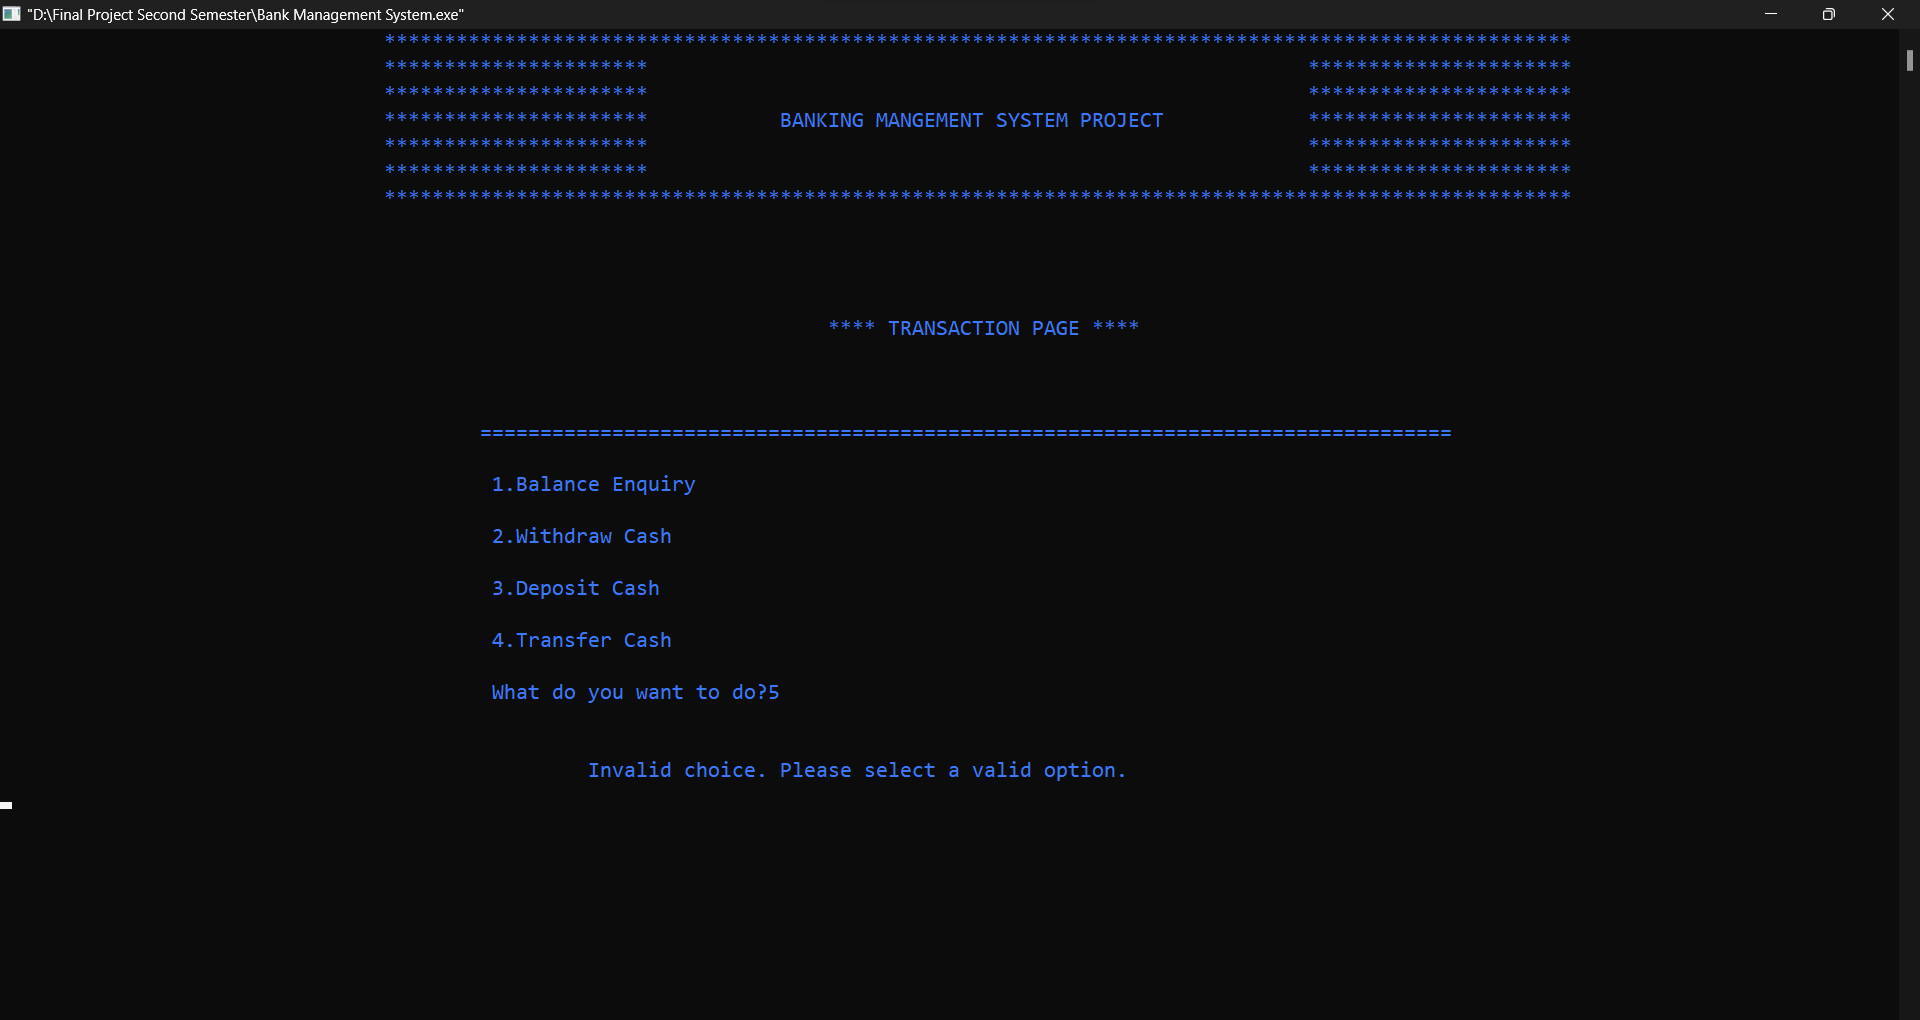 "D:\Final Project Second Semester\Bank Management System.exe"
***************************************************************************************************
**********************                                                       **********************
**********************                                                       **********************
**********************           BANKING MANGEMENT SYSTEM PROJECT            **********************
**********************                                                       **********************
**********************                                                       **********************
***************************************************************************************************
**** TRANSACTION PAGE ****
=================================================================================
1.Balance Enquiry
2.Withdraw Cash
3.Deposit Cash
4.Transfer Cash
What do you want to do?5
Invalid choice. Please select a valid option.